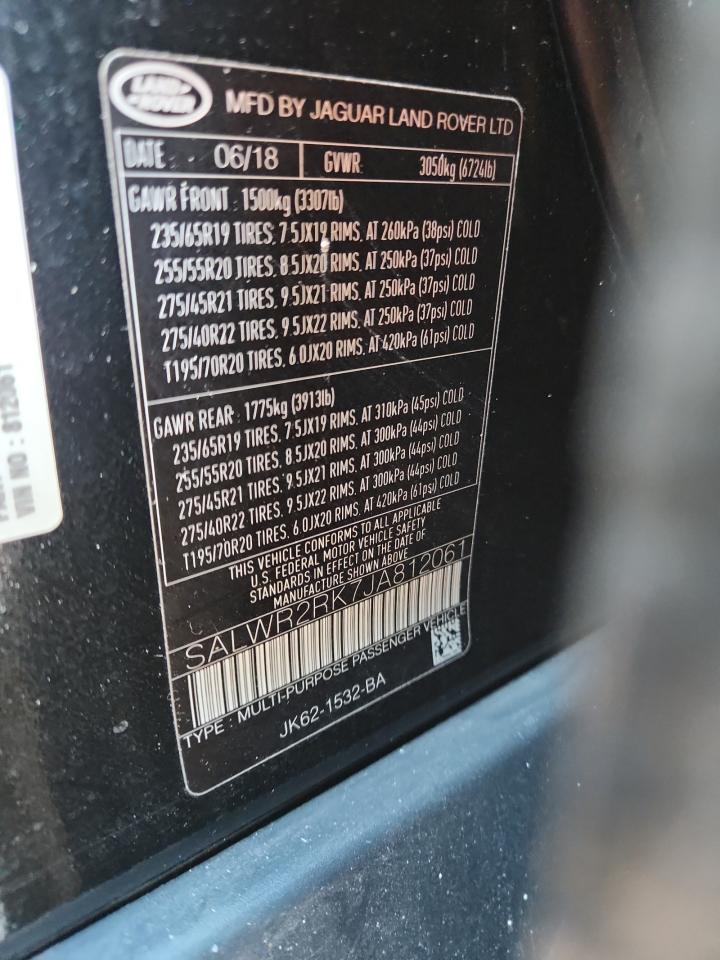 LAND ROVER
MFD BY JAGUAR LAND ROVER LTD
DATE: 06/18 GVWR: 3050kg (6724lb)
GAWR FRONT: 1500kg (3307lb)
235/65R19 TIRES, 7.5JX19 RIMS, AT 260kPa (38psi) COLD
255/55R20 TIRES, 8.5JX20 RIMS, AT 250kPa (37psi) COLD
275/45R21 TIRES, 9.5JX21 RIMS, AT 250kPa (37psi) COLD
275/40R22 TIRES, 9.5JX22 RIMS, AT 250kPa (37psi) COLD
T195/70R20 TIRES, 6.0JX20 RIMS, AT 420kPa (61psi) COLD
GAWR REAR: 1775kg (3913lb)
235/65R19 TIRES, 7.5JX19 RIMS, AT 310kPa (45psi) COLD
255/55R20 TIRES, 8.5JX20 RIMS, AT 300kPa (44psi) COLD
275/45R21 TIRES, 9.5JX21 RIMS, AT 300kPa (44psi) COLD
275/40R22 TIRES, 9.5JX22 RIMS, AT 300kPa (44psi) COLD
T195/70R20 TIRES, 6.0JX20 RIMS, AT 420kPa (61psi) COLD
THIS VEHICLE CONFORMS TO ALL APPLICABLE
U.S. FEDERAL MOTOR VEHICLE SAFETY
STANDARDS IN EFFECT ON THE DATE OF
MANUFACTURE SHOWN ABOVE
SALWR2RK7JA812061
TYPE: MULTI-PURPOSE PASSENGER VEHICLE
JK62-1532-BA
VIN NO: 812061